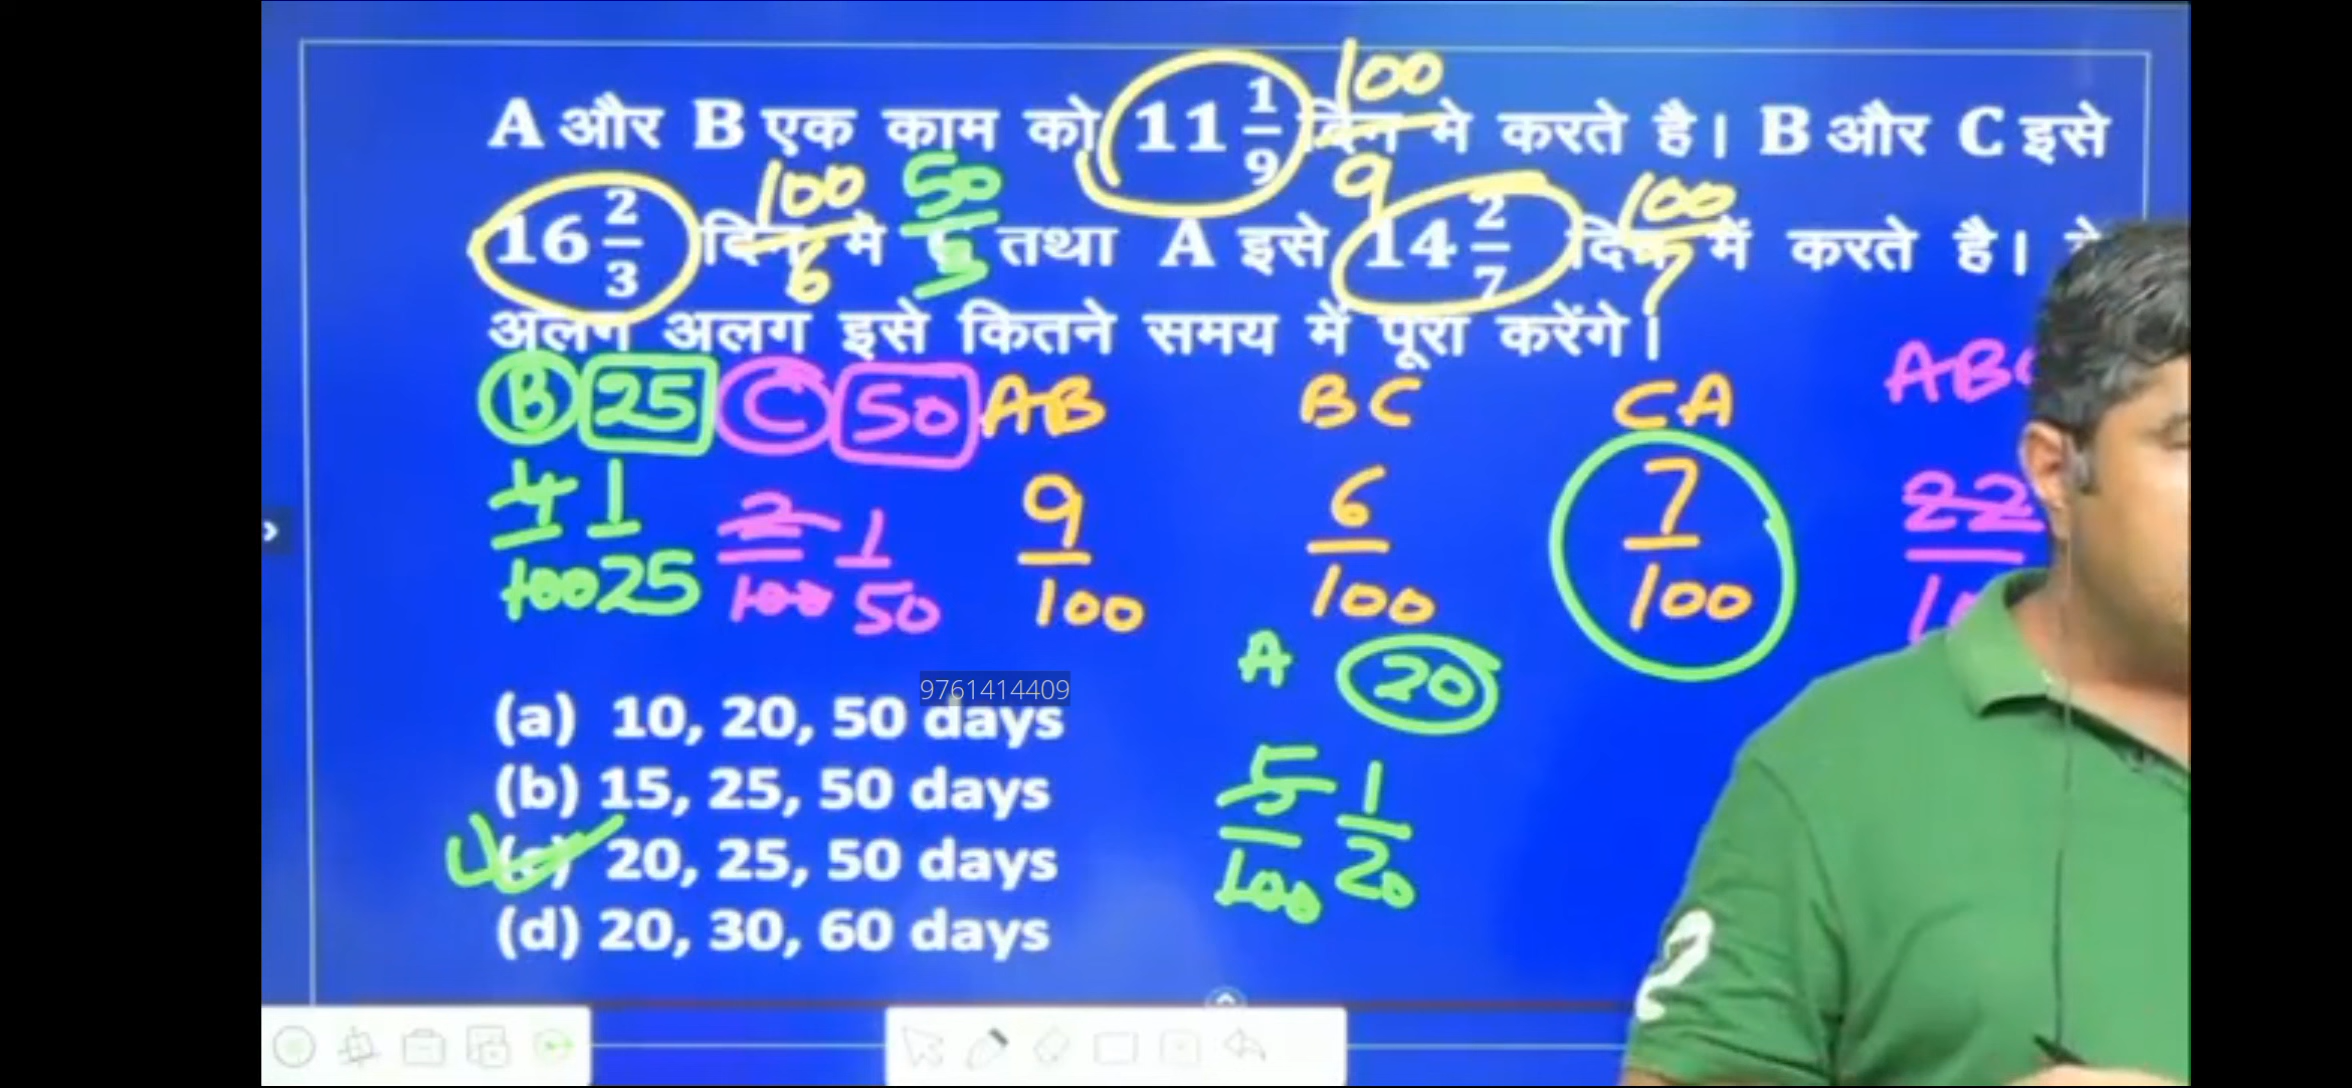 A और B एक काम को 11 1/9 दिन मे करते है। B और C इसे
100/9
16 2/3 दिन मे C तथा A इसे 14 2/7 दिन में करते है।
100/6 50/3 100/7
अलग अलग इसे कितने समय में पूरा करेंगे।
B 25 C 50 AB BC CA ABC
4/100 1/25 2/100 1/50 9/100 6/100 7/100 22
A 20
5/100 1/20
9761414409
(a) 10, 20, 50 days
(b) 15, 25, 50 days
(c) 20, 25, 50 days
(d) 20, 30, 60 days